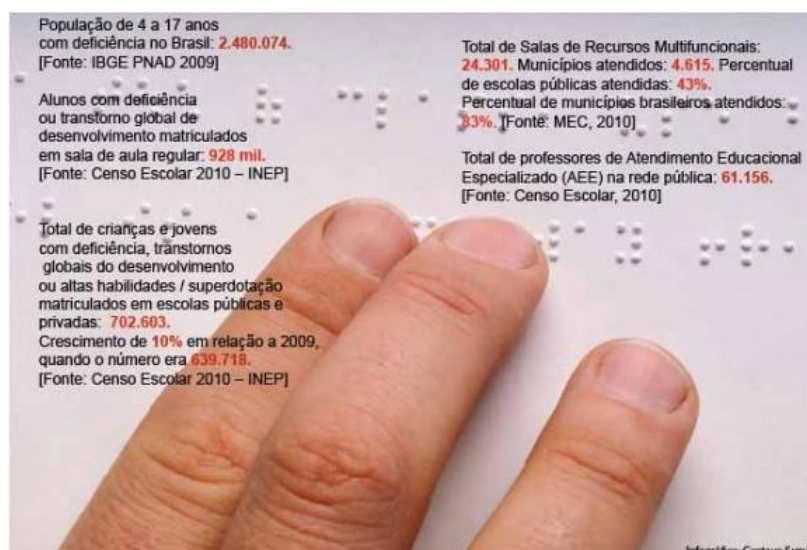 População de 4 a 17 anos
com deficiência no Brasil: 2.480.074.
[Fonte: IBGE PNAD 2009]
Alunos com deficiência
ou transtorno global de
desenvolvimento matriculados
em sala de aula regular: 928 mil.
[Fonte: Censo Escolar 2010 – INEP]
Total de crianças e jovens
com deficiência, transtornos
globais do desenvolvimento
ou altas habilidades / superdotação
matriculados em escolas públicas e
privadas: 702.603.
Crescimento de 10% em relação a 2009,
quando o número era 639.718.
[Fonte: Censo Escolar 2010 – INEP]
Total de Salas de Recursos Multifuncionais:
24.301. Municípios atendidos: 4.615. Percentual
de escolas públicas atendidas: 43%.
Percentual de municípios brasileiros atendidos:
83%. [Fonte: MEC, 2010]
Total de professores de Atendimento Educacional
Especializado (AEE) na rede pública: 61.156.
[Fonte: Censo Escolar, 2010]